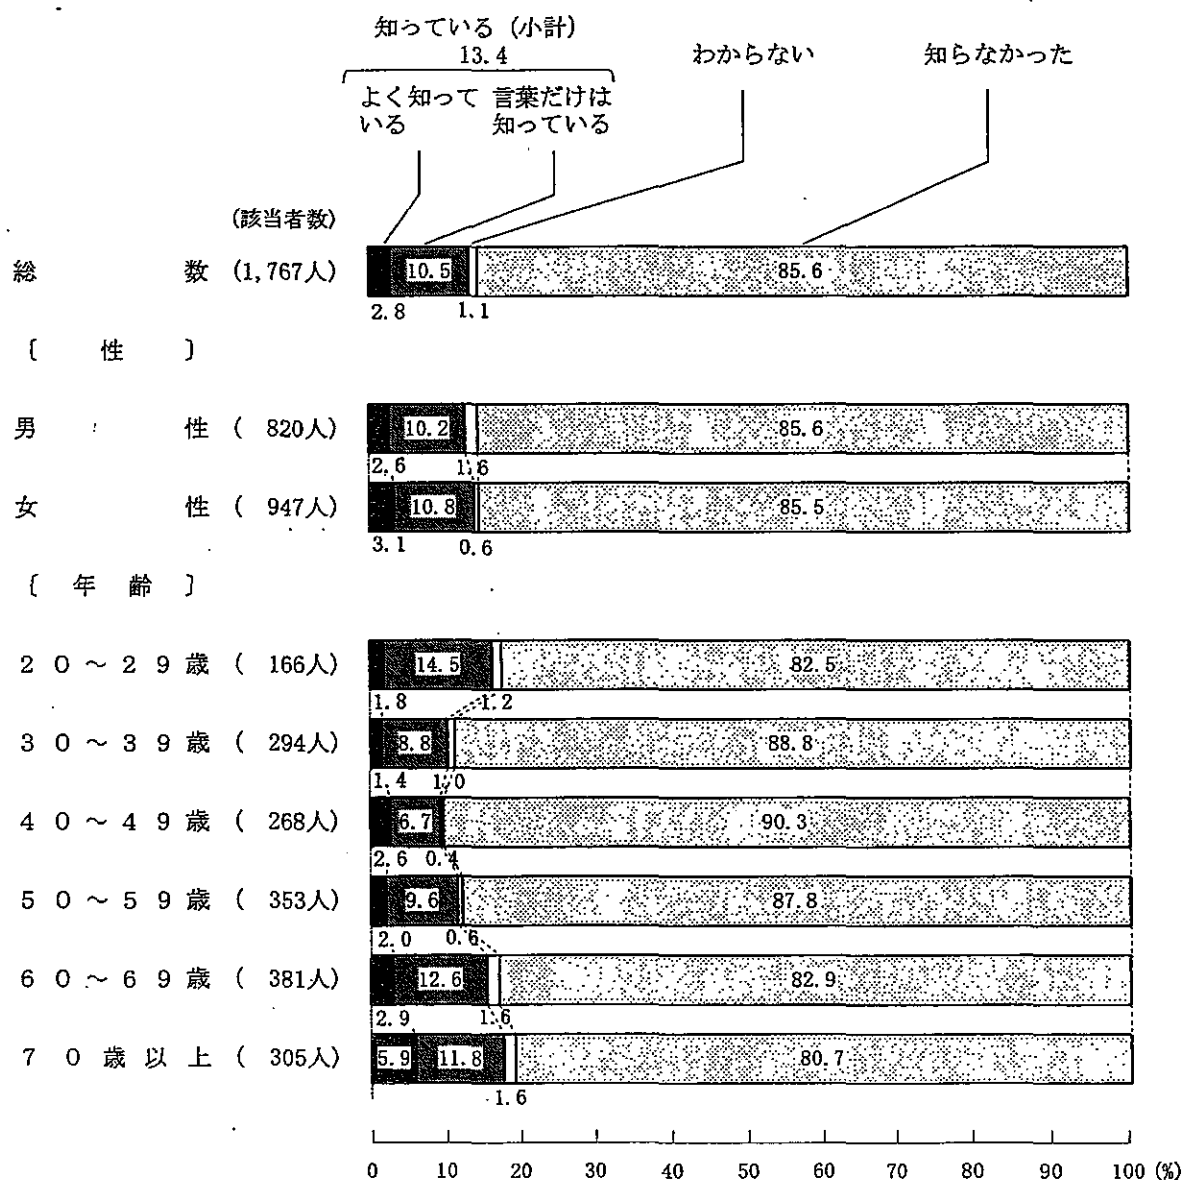 知っている（小計）
13.4
わからない 知らなかった
よく知って 言葉だけは
いる 知っている
(該当者数)
総 数 (1,767人) 10.5 85.6
2.8 1.1
〔 性 〕
男 性 ( 820人) 10.2 85.6
2.6 1.6
女 性 ( 947人) 10.8 85.5
3.1 0.6
〔 年 齢 〕
２０～２９歳 ( 166人) 14.5 82.5
1.8 1.2
３０～３９歳 ( 294人) 8.8 88.8
1.4 1.0
４０～４９歳 ( 268人) 6.7 90.3
2.6 0.4
５０～５９歳 ( 353人) 9.6 87.8
2.0 0.6
６０～６９歳 ( 381人) 12.6 82.9
2.9 1.6
７０歳以上 ( 305人) 5.9 11.8 80.7
1.6
0 10 20 30 40 50 60 70 80 90 100 (%)